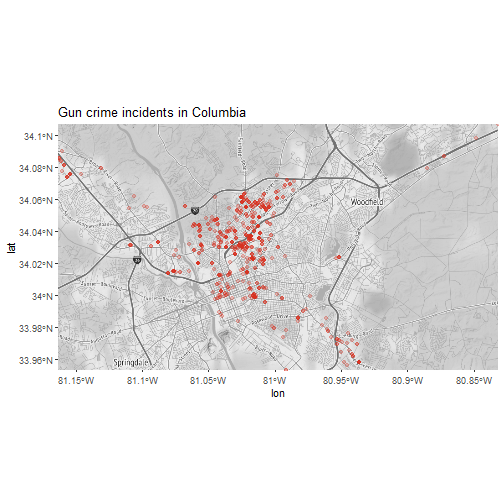 Gun crime incidents in Columbia
34.1°N
34.08°N
34.06°N
34.04°N
34.02°N
34°N
33.98°N
33.96°N
lat
Woodfield
Springdale
81.15°W
81.1°W
81.05°W
81°W
80.95°W
80.9°W
80.85°W
lon